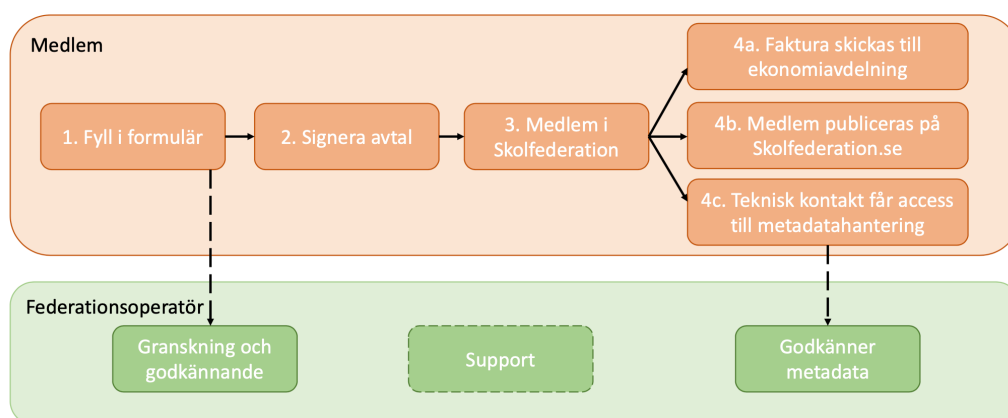 Medlem
1. Fyll i formulär
2. Signera avtal
3. Medlem i
Skolfederation
4a. Faktura skickas till
ekonomiavdelning
4b. Medlem publiceras på
Skolfederation.se
4c. Teknisk kontakt får access
till metadatahantering
Federationsoperatör
Granskning och
godkännande
Support
Godkänner
metadata